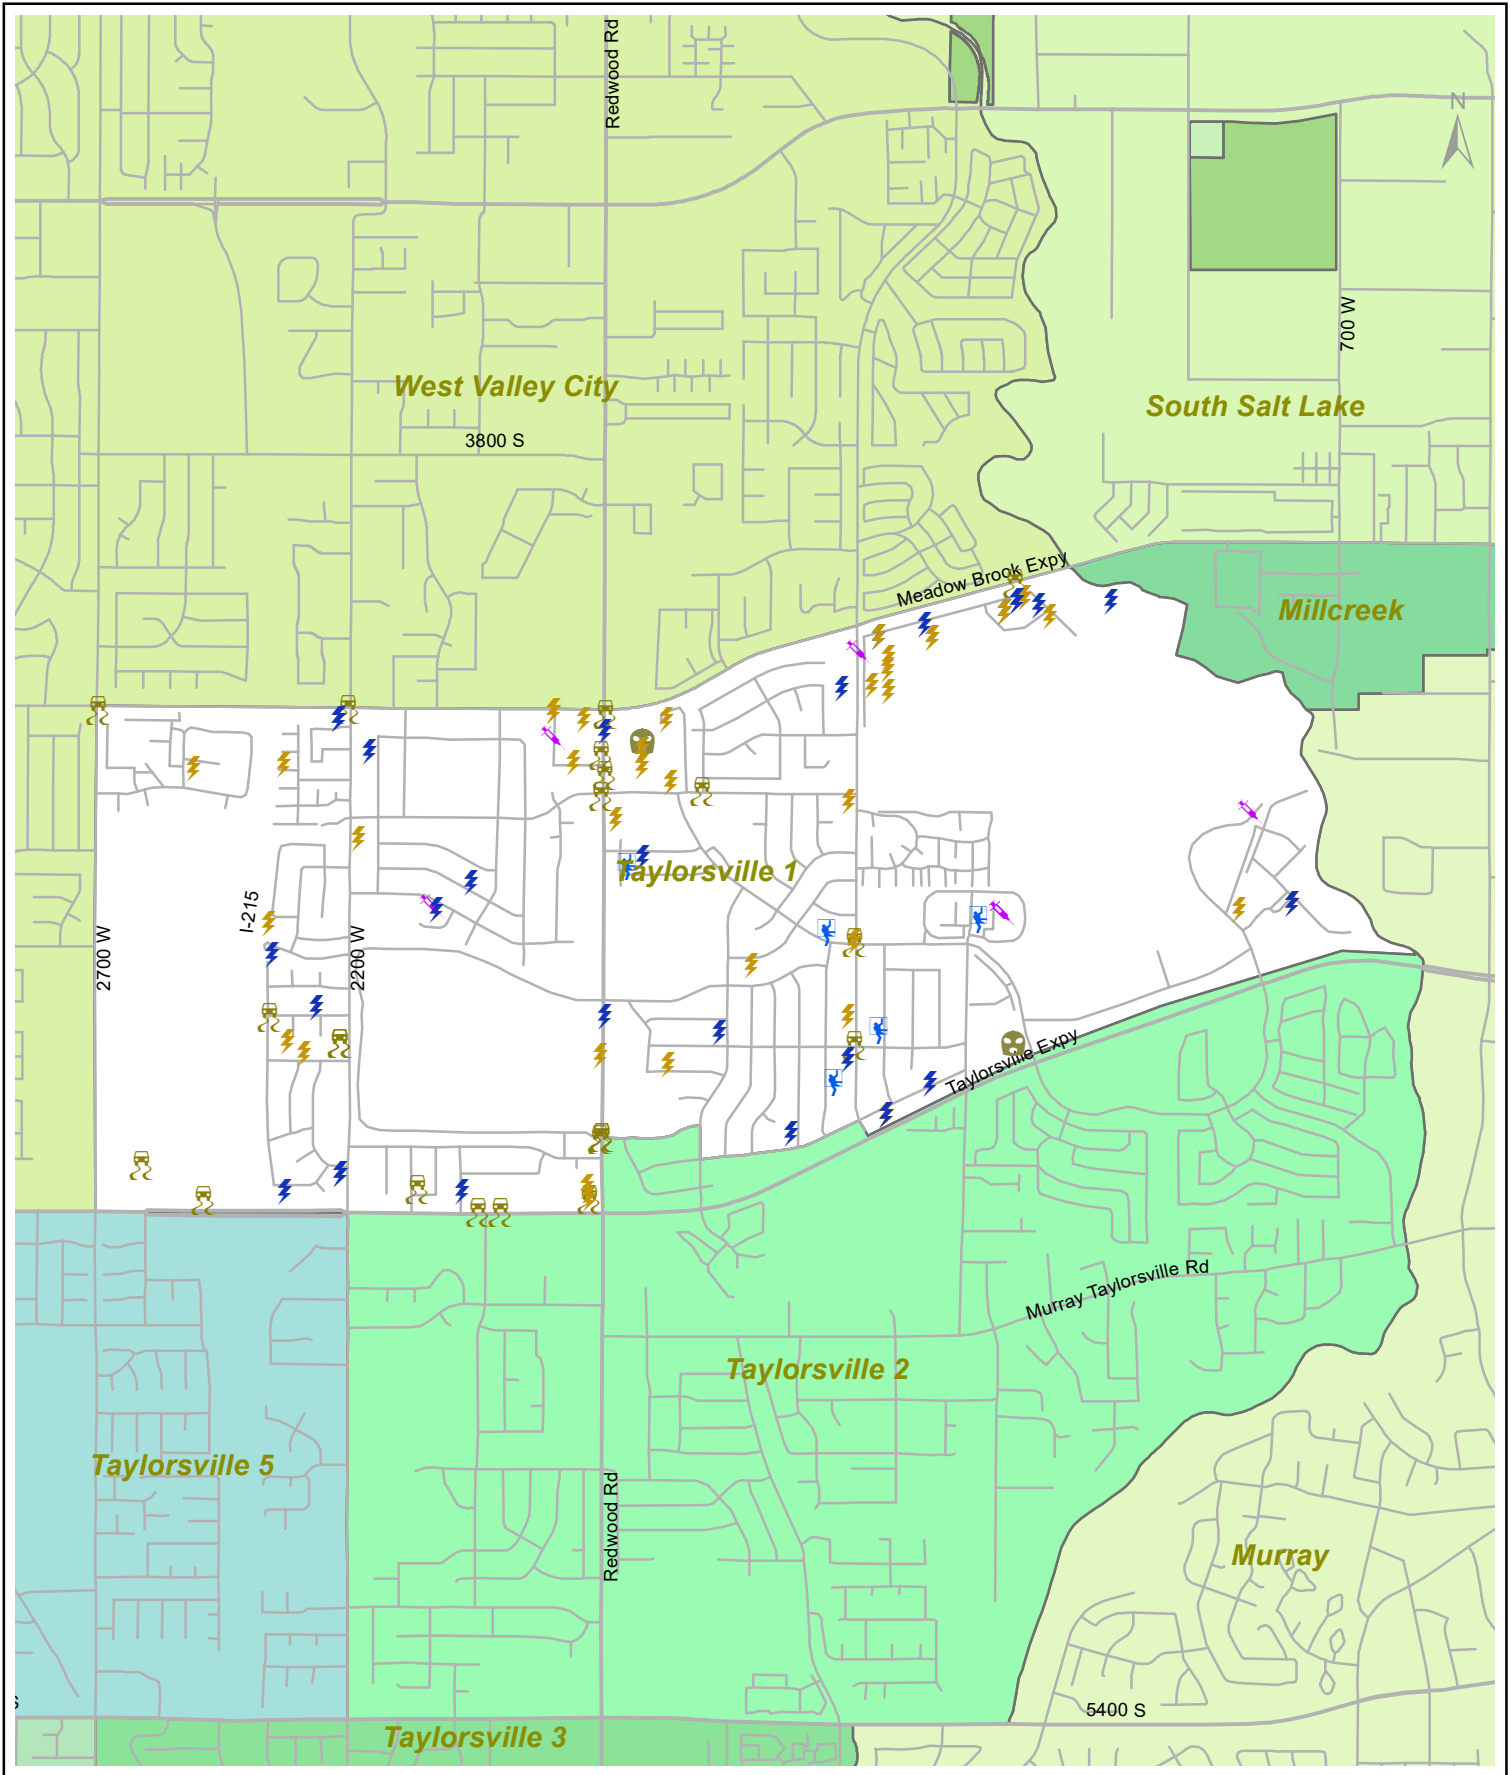 Redwood Rd
N
700 W
West Valley City
South Salt Lake
3800 S
Meadow Brook Expy
Millcreek
Taylorsville 1
I-215
2700 W
2200 W
Taylorsville Expy
Murray Taylorsville Rd
Taylorsville 2
Taylorsville 5
Redwood Rd
Murray
5400 S
Taylorsville 3